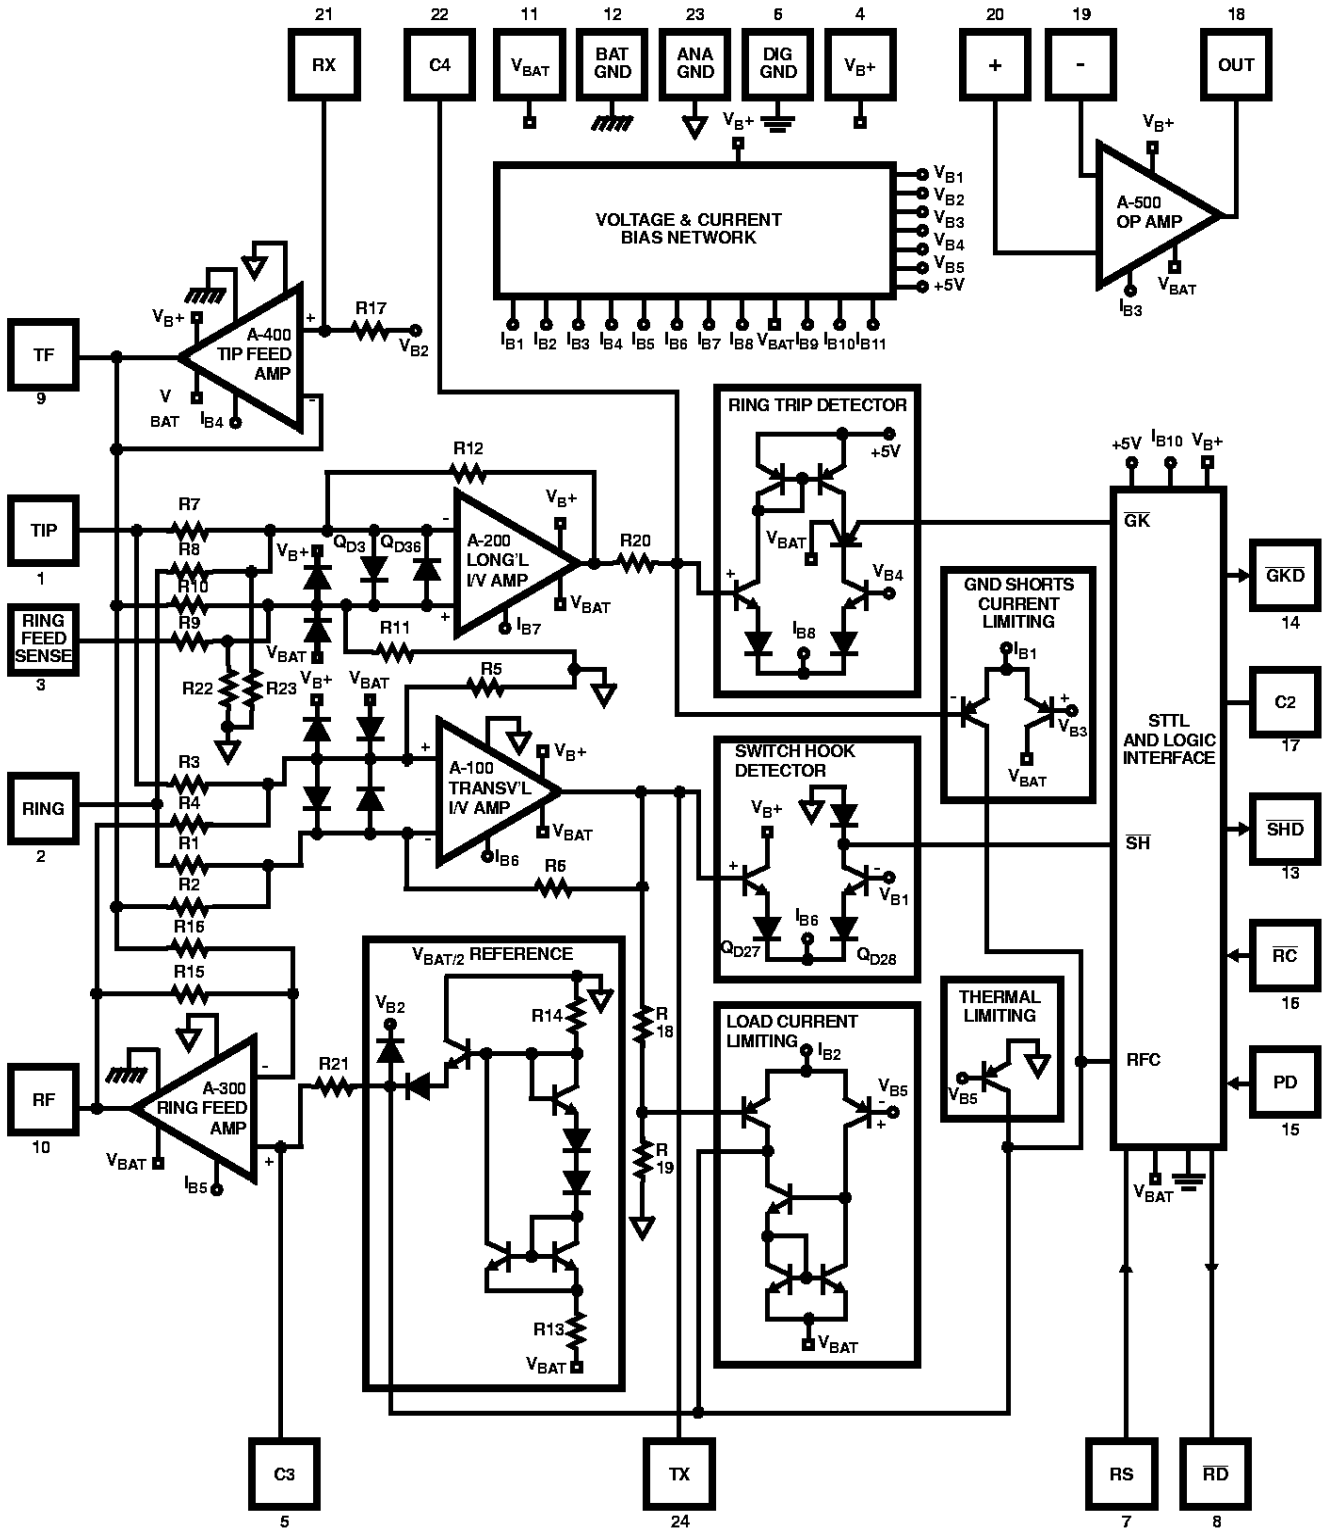 21
22
11
12
23
6
4
20
19
18
RX
C4
VBAT
BAT
GND
ANA
GND
DIG
GND
VB+
+
-
OUT
VB+
VOLTAGE & CURRENT
BIAS NETWORK
VB1
VB2
VB3
VB4
VB5
+5V
IB1
IB2
IB3
IB4
IB5
IB6
IB7
IB8
VBAT
IB9
IB10
IB11
VB+
A-500
OP AMP
VBAT
IB3
VB+
A-400
TIP FEED
AMP
+
-
R17
VB2
V
BAT
IB4
TF
9
R12
R7
TIP
1
R8
R10
R9
RING
FEED
SENSE
3
VB+
VBAT
QD3
QD36
-
+
A-200
LONG'L
I/V AMP
VB+
VBAT
IB7
R20
R11
R5
R22
R23
VB+
VBAT
+
-
A-100
TRANSV'L
I/V AMP
VB+
VBAT
IB6
R3
R4
RING
2
R1
R2
R6
R16
R15
RING TRIP DETECTOR
+5V
VBAT
+
VB4
IB8
GND SHORTS
CURRENT
LIMITING
IB1
-
+
VB3
VBAT
+5V
IB10
VB+
GK
STTL
AND LOGIC
INTERFACE
SH
RFC
VBAT
GKD
14
C2
17
SHD
13
RC
16
PD
15
SWITCH HOOK
DETECTOR
VB+
+
-
VB1
IB6
QD27
QD28
VBAT/2 REFERENCE
VB2
R14
R13
VBAT
R
18
R
19
LOAD CURRENT
LIMITING
IB2
VB5
-
+
VBAT
THERMAL
LIMITING
VB5
RF
10
A-300
RING FEED
AMP
-
+
VBAT
IB5
R21
C3
5
TX
24
RS
7
RD
8